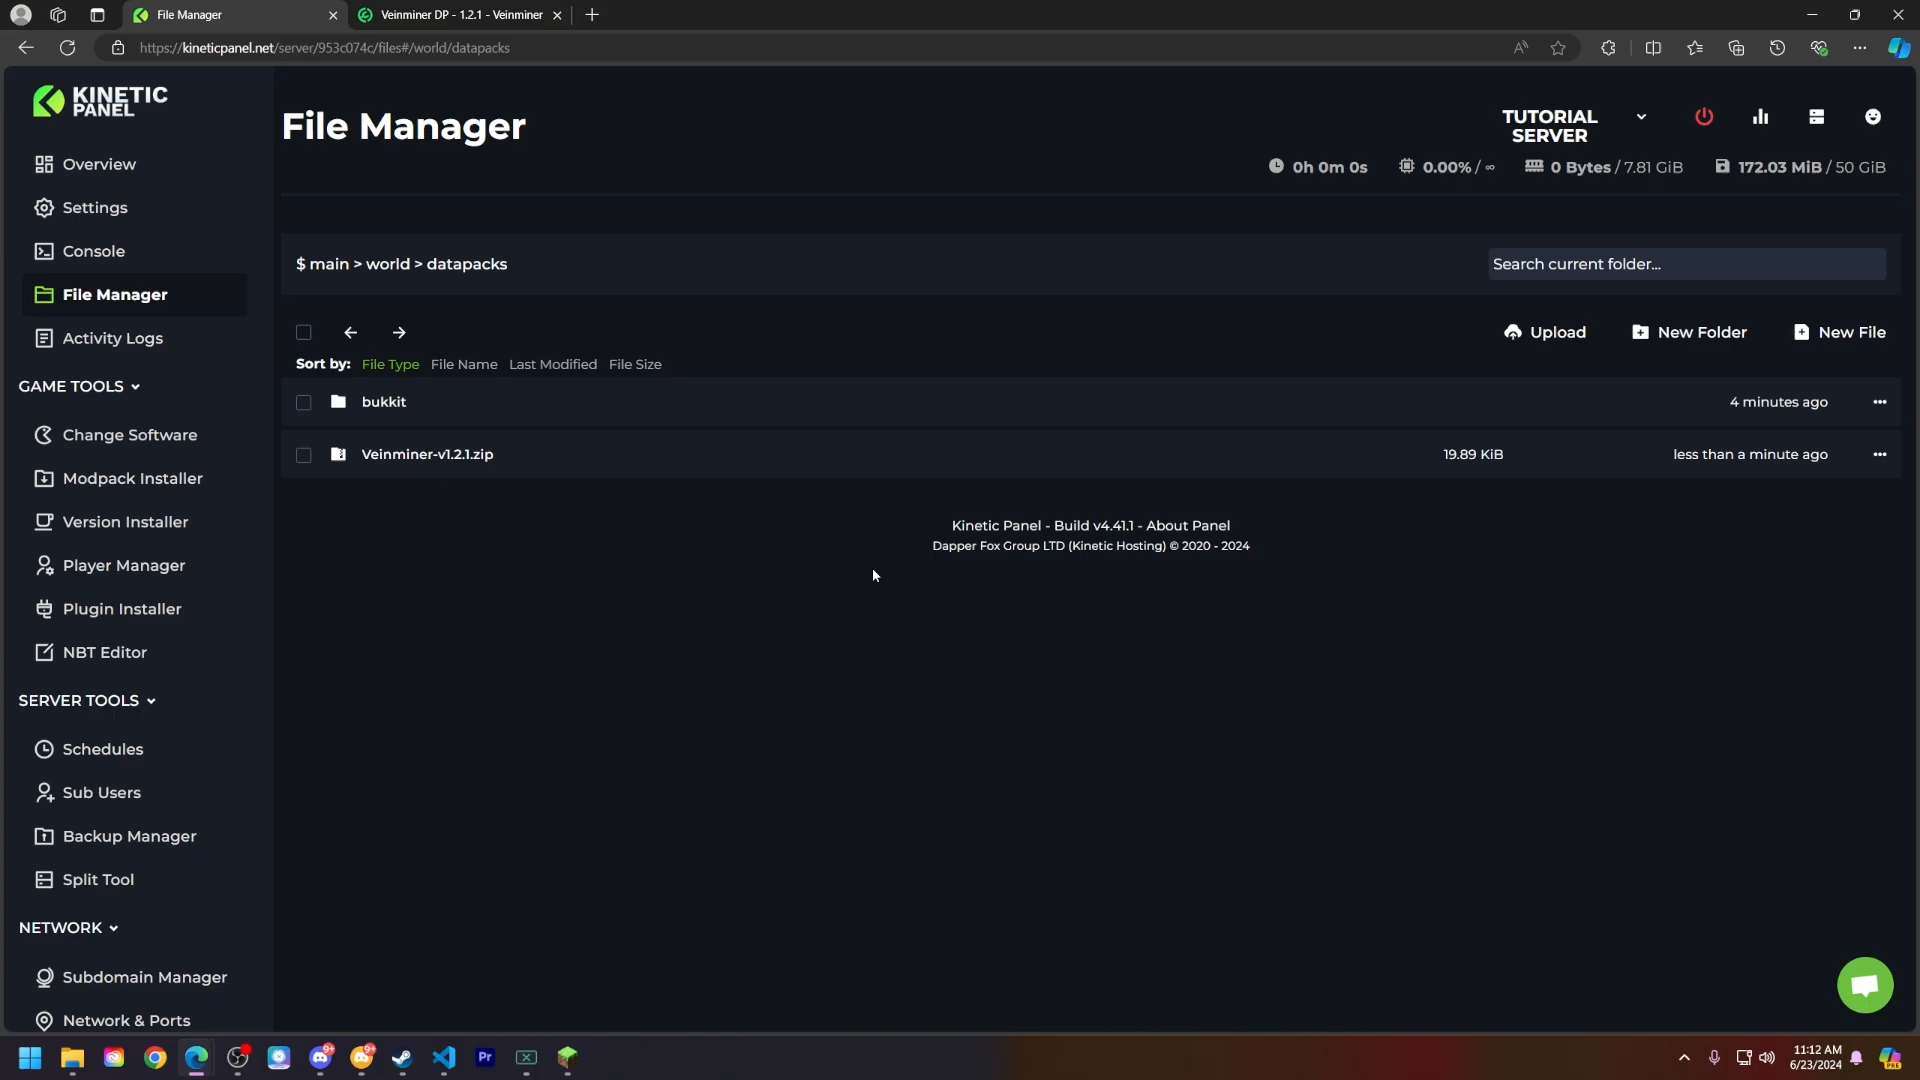 File Manager
Veinminer DP - 1.2.1 - Veinminer
https://kineticpanel.net/server/953c074c/files#/world/datapacks
KINETIC
PANEL
Overview
Settings
Console
File Manager
Activity Logs
GAME TOOLS
Change Software
Modpack Installer
Version Installer
Player Manager
Plugin Installer
NBT Editor
SERVER TOOLS
Schedules
Sub Users
Backup Manager
Split Tool
NETWORK
Subdomain Manager
Network & Ports
File Manager
TUTORIAL
SERVER
0h 0m 0s
0.00% / ∞
0 Bytes / 7.81 GiB
172.03 MiB / 50 GiB
$ main > world > datapacks
Search current folder...
Upload
New Folder
New File
Sort by: File Type File Name Last Modified File Size
bukkit
4 minutes ago
Veinminer-v1.2.1.zip
19.89 KiB
less than a minute ago
Kinetic Panel - Build v4.41.1 - About Panel
Dapper Fox Group LTD (Kinetic Hosting) © 2020 - 2024
9+
9+
Pr
11:12 AM
6/23/2024
PRE